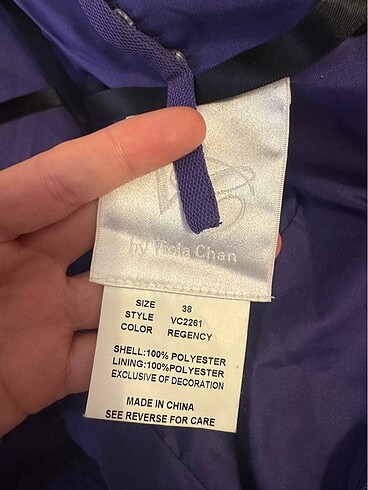 by Viola Chan
SIZE 38
STYLE VC2261
COLOR REGENCY
SHELL:100% POLYESTER
LINING:100%POLYESTER
EXCLUSIVE OF DECORATION
MADE IN CHINA
SEE REVERSE FOR CARE